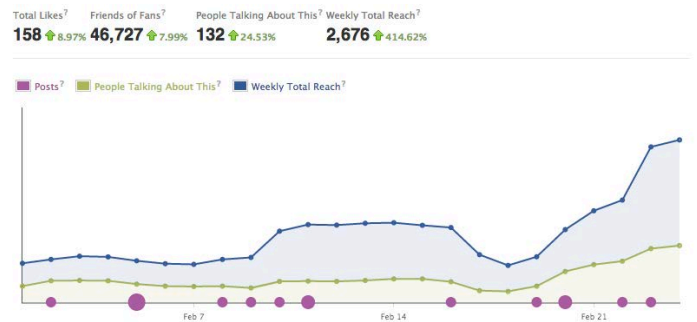 Total Likes? Friends of Fans? People Talking About This? Weekly Total Reach?
158 8.97% 46,727 7.99% 132 24.53% 2,676 414.62%
Posts? People Talking About This? Weekly Total Reach?
Feb 7 Feb 14 Feb 21